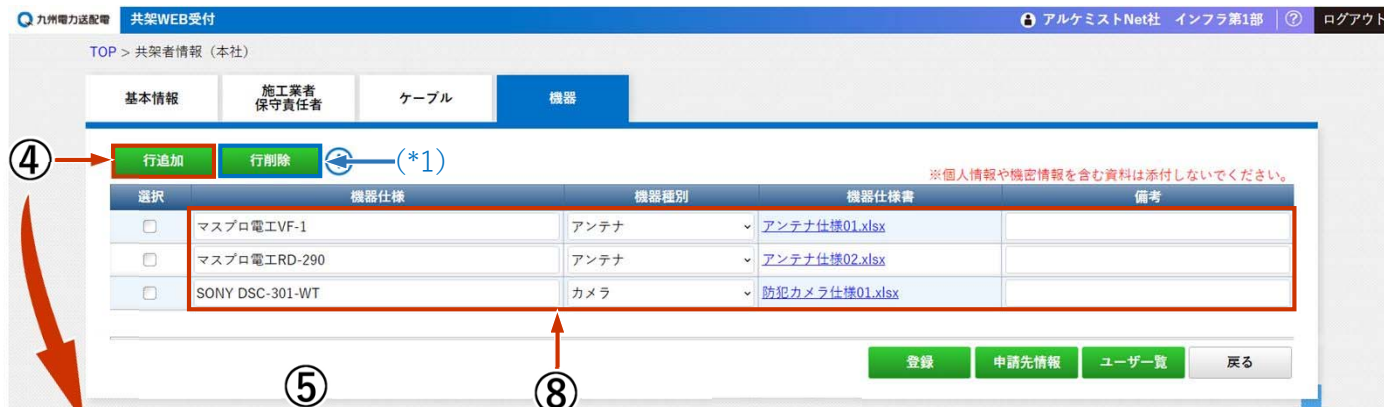 九州電力送配電 共架WEB受付 アルケミストNet社 インフラ第1部 ? ログアウト
TOP > 共架者情報（本社）
基本情報 施工業者 ケーブル 機器
保守責任者
④ 行追加 行削除 (*1)
※個人情報や機密情報を含む資料は添付しないでください。
選択 機器仕様 機器種別 機器仕様書 備考
マスプロ電工VF-1 アンテナ アンテナ仕様01.xlsx
マスプロ電工RD-290 アンテナ アンテナ仕様02.xlsx
SONY DSC-301-WT カメラ 防犯カメラ仕様01.xlsx
登録 申請先情報 ユーザ一覧 戻る
⑤ ⑧